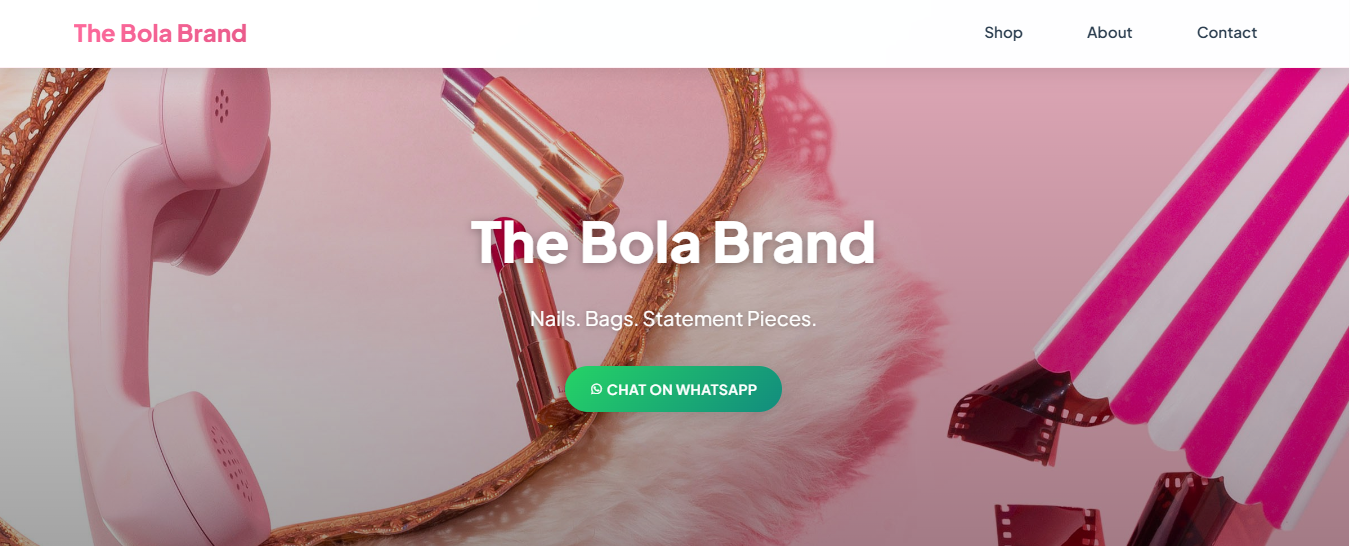 The Bola Brand
Shop
About
Contact
The Bola Brand
Nails. Bags. Statement Pieces.
CHAT ON WHATSAPP